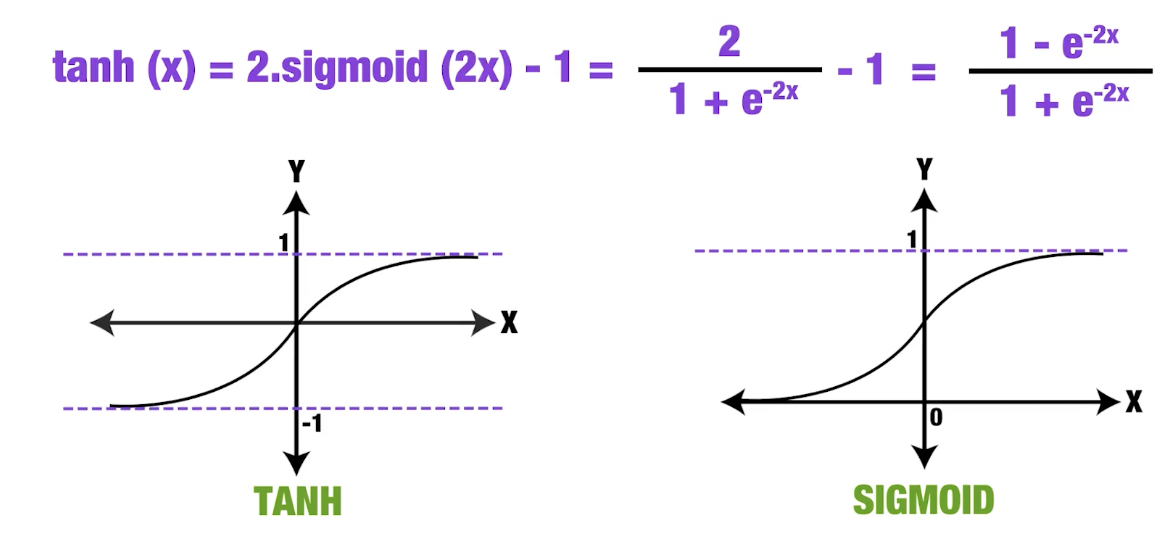 tanh (x) = 2.sigmoid (2x) - 1 = 2 / 1 + e-2x - 1 = 1 - e-2x / 1 + e-2x
Y
1
X
-1
TANH
Y
1
X
0
SIGMOID